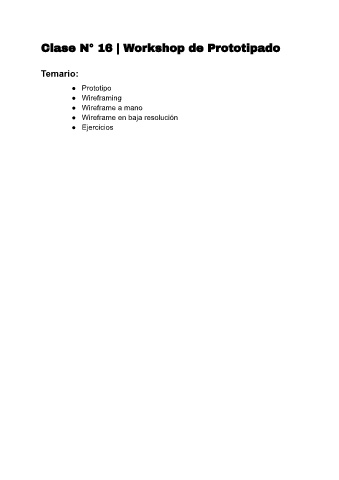 Clase N° 16 | Workshop de Prototipado
Temario:
● Prototipo
● Wireframing
● Wireframe a mano
● Wireframe en baja resolución
● Ejercicios